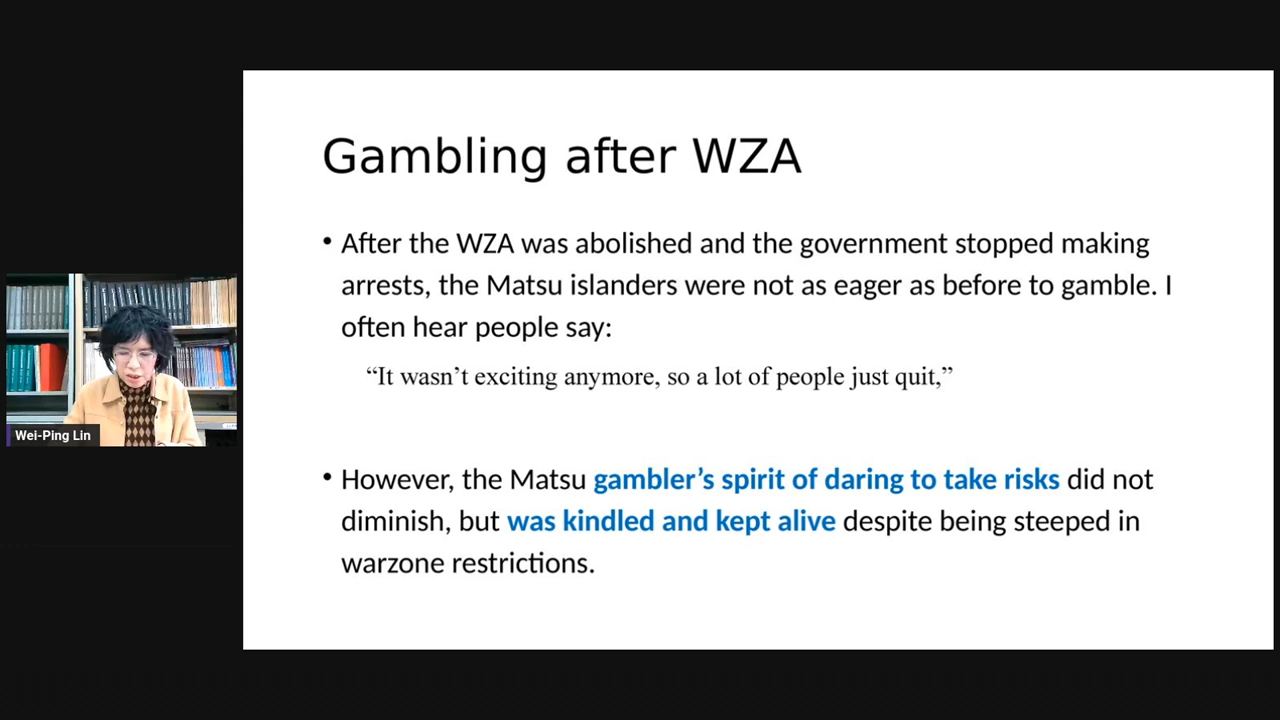 Gambling after WZA
• After the WZA was abolished and the government stopped making
arrests, the Matsu islanders were not as eager as before to gamble. I
often hear people say:
“It wasn’t exciting anymore, so a lot of people just quit,”
• However, the Matsu gambler’s spirit of daring to take risks did not
diminish, but was kindled and kept alive despite being steeped in
warzone restrictions.
Wei-Ping Lin